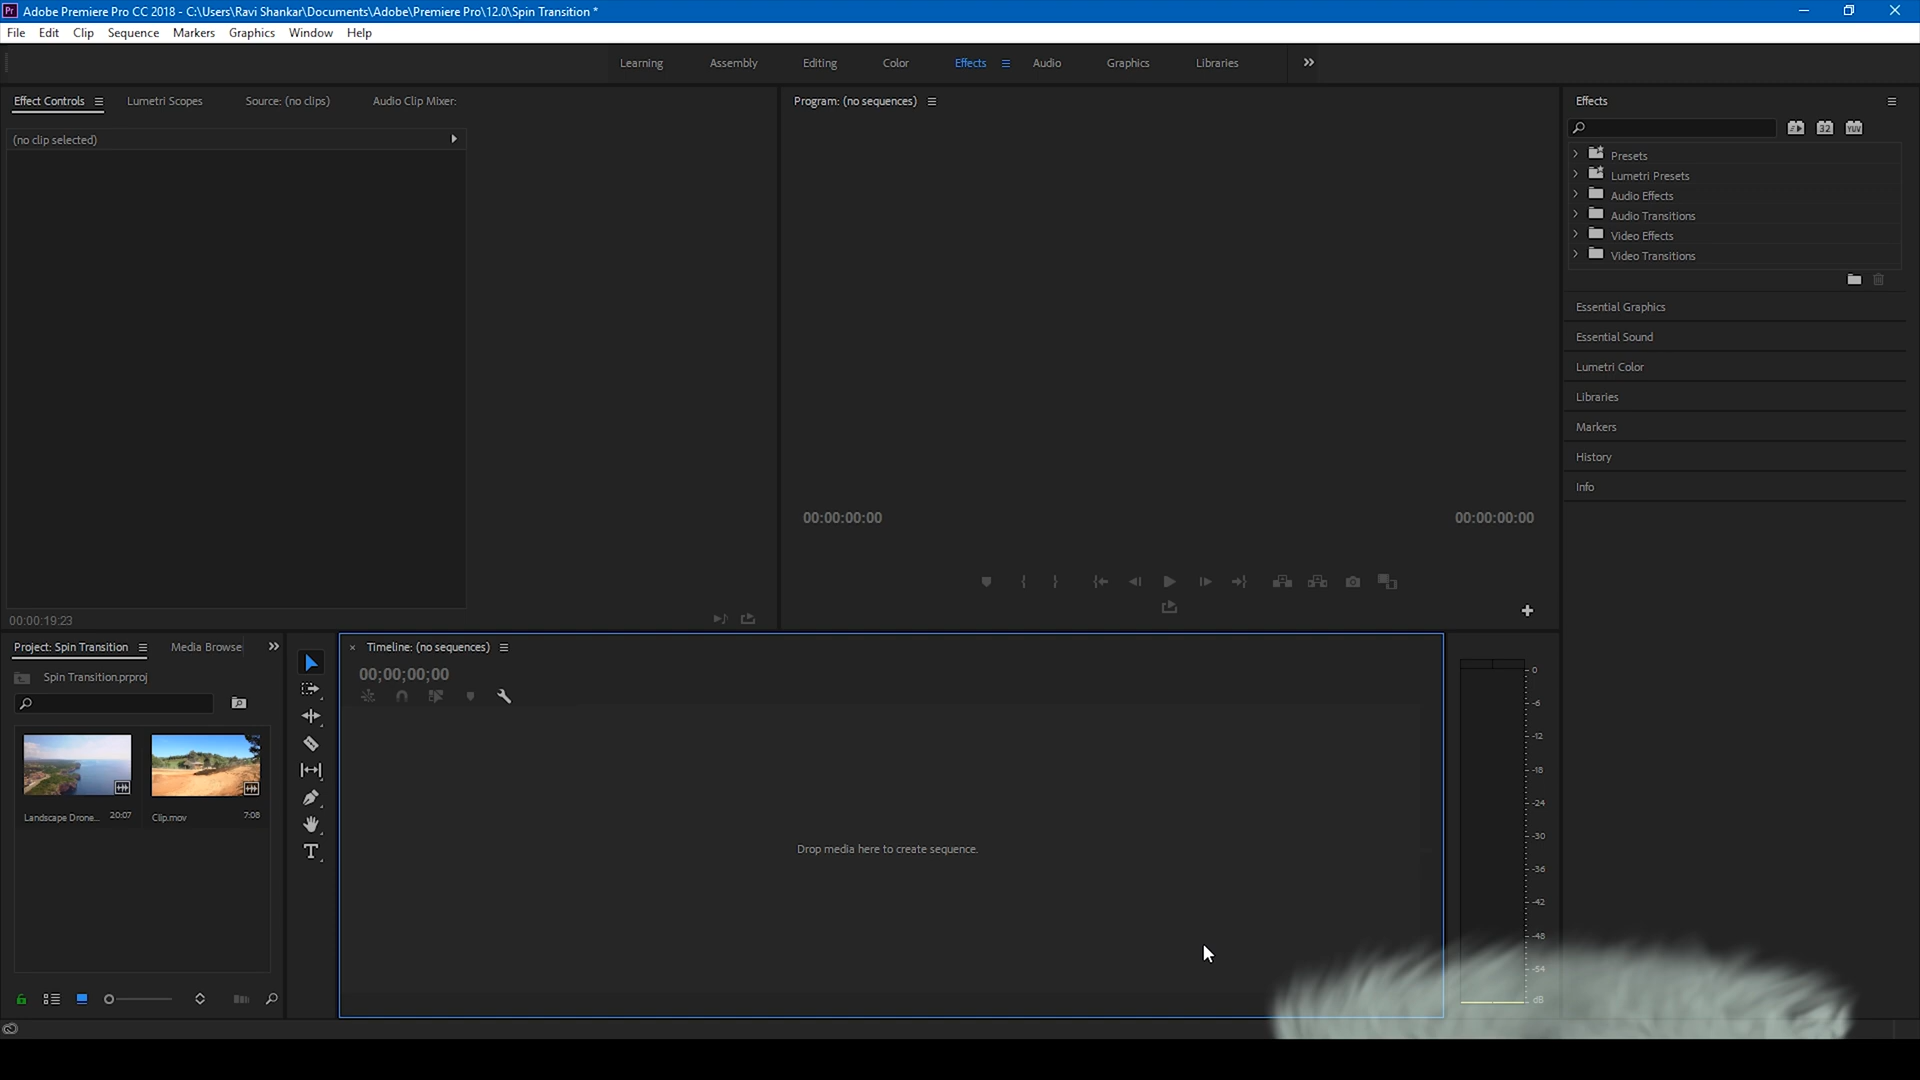 Adobe Premiere Pro CC 2018 - C:\Users\Ravi Shankar\Documents\Adobe\Premiere Pro\12.0\Spin Transition *
File Edit Clip Sequence Markers Graphics Window Help
Learning Assembly Editing Color Effects Audio Graphics Libraries
Effect Controls Lumetri Scopes Source: (no clips) Audio Clip Mixer:
(no clip selected)
00:00:19:23
Program: (no sequences)
00:00:00:00 00:00:00:00
Effects
32 YUV
Presets
Lumetri Presets
Audio Effects
Audio Transitions
Video Effects
Video Transitions
Essential Graphics
Essential Sound
Lumetri Color
Libraries
Markers
History
Info
Project: Spin Transition Media Browse
Spin Transition.prproj
Landscape Drone... 20:07 Clip.mov 7:08
Timeline: (no sequences)
00;00;00;00
Drop media here to create sequence.
0
-6
-12
-18
-24
-30
-36
-42
-48
-54
dB